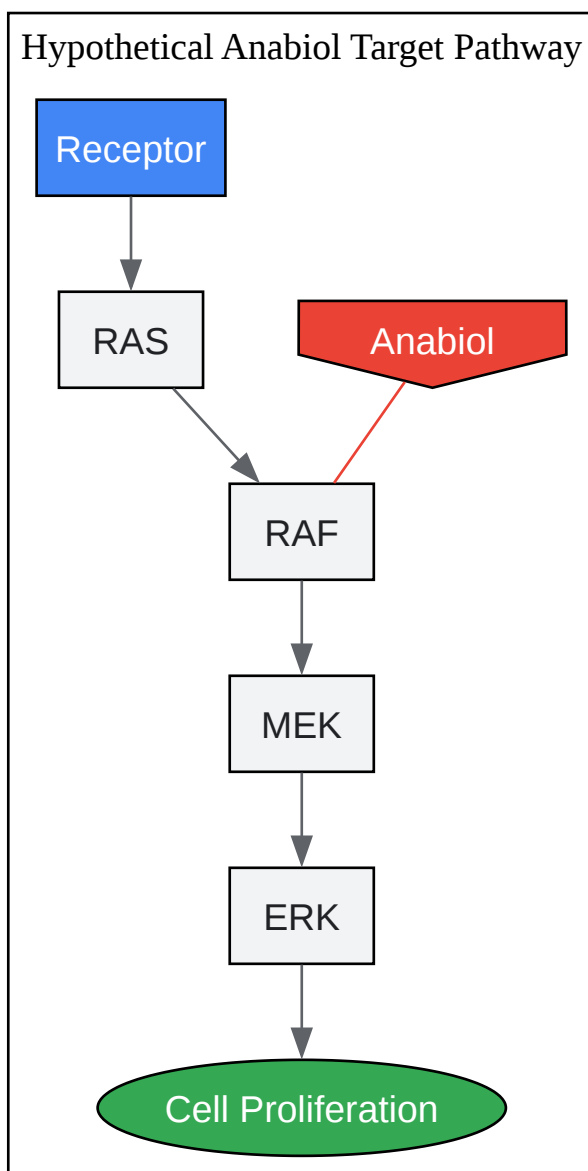 Hypothetical Anabiol Target Pathway
Receptor
RAS
Anabiol
RAF
MEK
ERK
Cell Proliferation